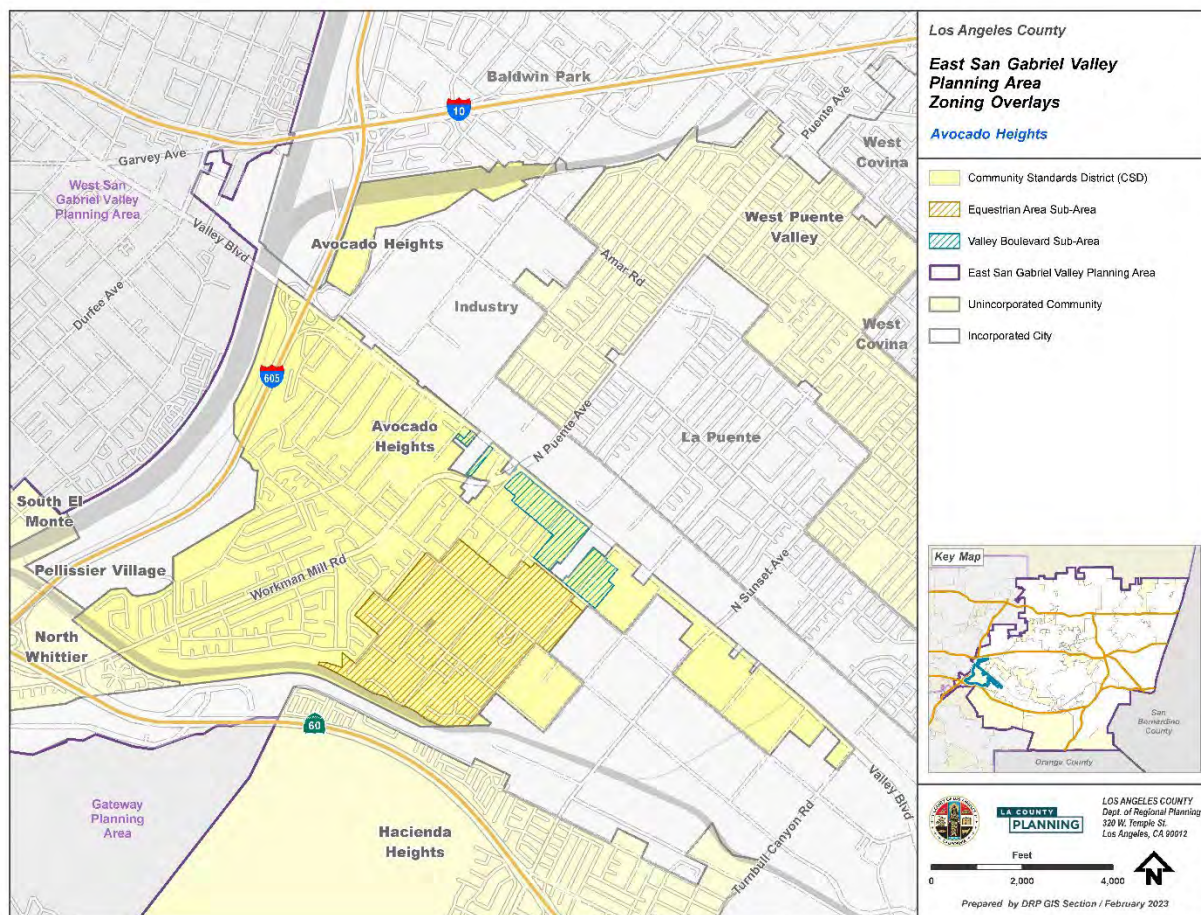 Baldwin Park
10
Puente Ave
Garvey Ave
West
Covina
West San
Gabriel Valley
Planning Area
Valley Blvd
Avocado Heights
West Puente
Valley
Amar Rd
Durfee Ave
Industry
West
Covina
605
Avocado
Heights
N Puente Ave
La Puente
South El
Monte
Pellissier Village
Workman Mill Rd
N Sunset Ave
North
Whittier
60
Valley Blvd
Gateway
Planning
Area
Hacienda
Heights
Turnbull Canyon Rd
Los Angeles County
East San Gabriel Valley
Planning Area
Zoning Overlays
Avocado Heights
Community Standards District (CSD)
Equestrian Area Sub-Area
Valley Boulevard Sub-Area
East San Gabriel Valley Planning Area
Unincorporated Community
Incorporated City
Key Map
San
Bernardino
County
Orange County
LA COUNTY
PLANNING
LOS ANGELES COUNTY
Dept. of Regional Planning
320 W. Temple St.
Los Angeles, CA 90012
Feet
0 2,000 4,000
N
Prepared by DRP GIS Section / February 2023